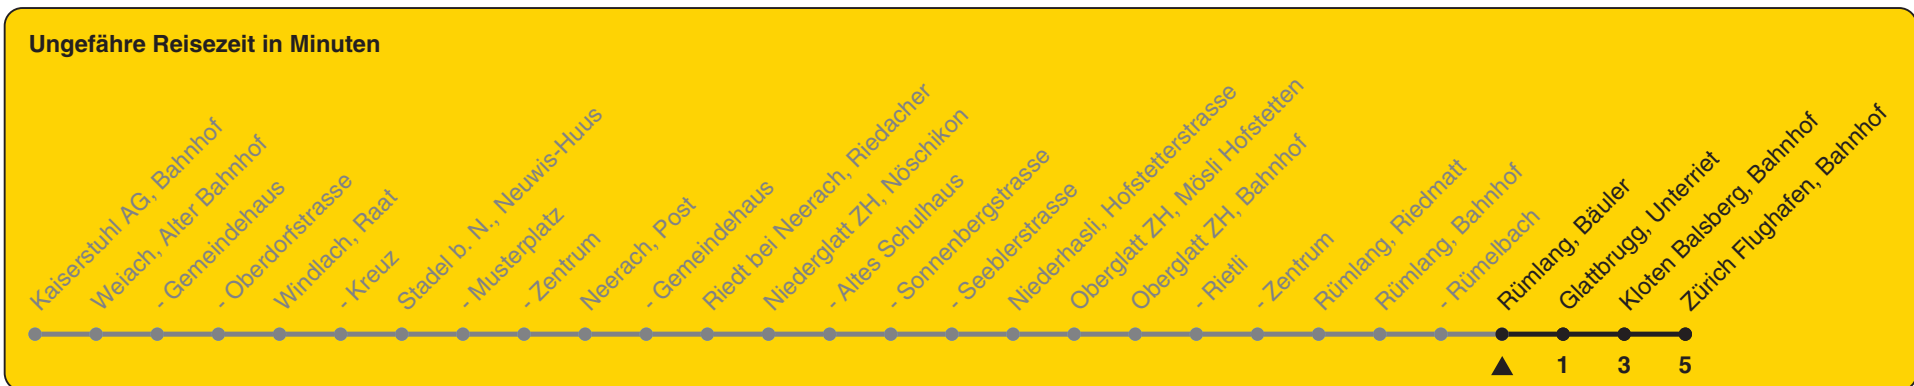 Ungefähre Reisezeit in Minuten
Kaiserstuhl AG, Bahnhof
Weiach, Alter Bahnhof
- Gemeindehaus
- Oberdorfstrasse
Windlach, Raat
- Kreuz
Stadel b. N., Neuwis-Huus
- Musterplatz
- Zentrum
Neerach, Post
- Gemeindehaus
Riedt bei Neerach, Riedacher
Niederglatt ZH, Nöschikon
- Altes Schulhaus
- Sonnenbergstrasse
- Seeblerstrasse
Niederhasli, Hofstetterstrasse
Oberglatt ZH, Mösli Hofstetten
Oberglatt ZH, Bahnhof
- Rietli
- Zentrum
Rümlang, Riedmatt
Rümlang, Bahnhof
- Rümelbach
Rümlang, Bäuler
Glattbrugg, Unterriet
Kloten Balsberg, Bahnhof
Zürich Flughafen, Bahnhof
1 3 5